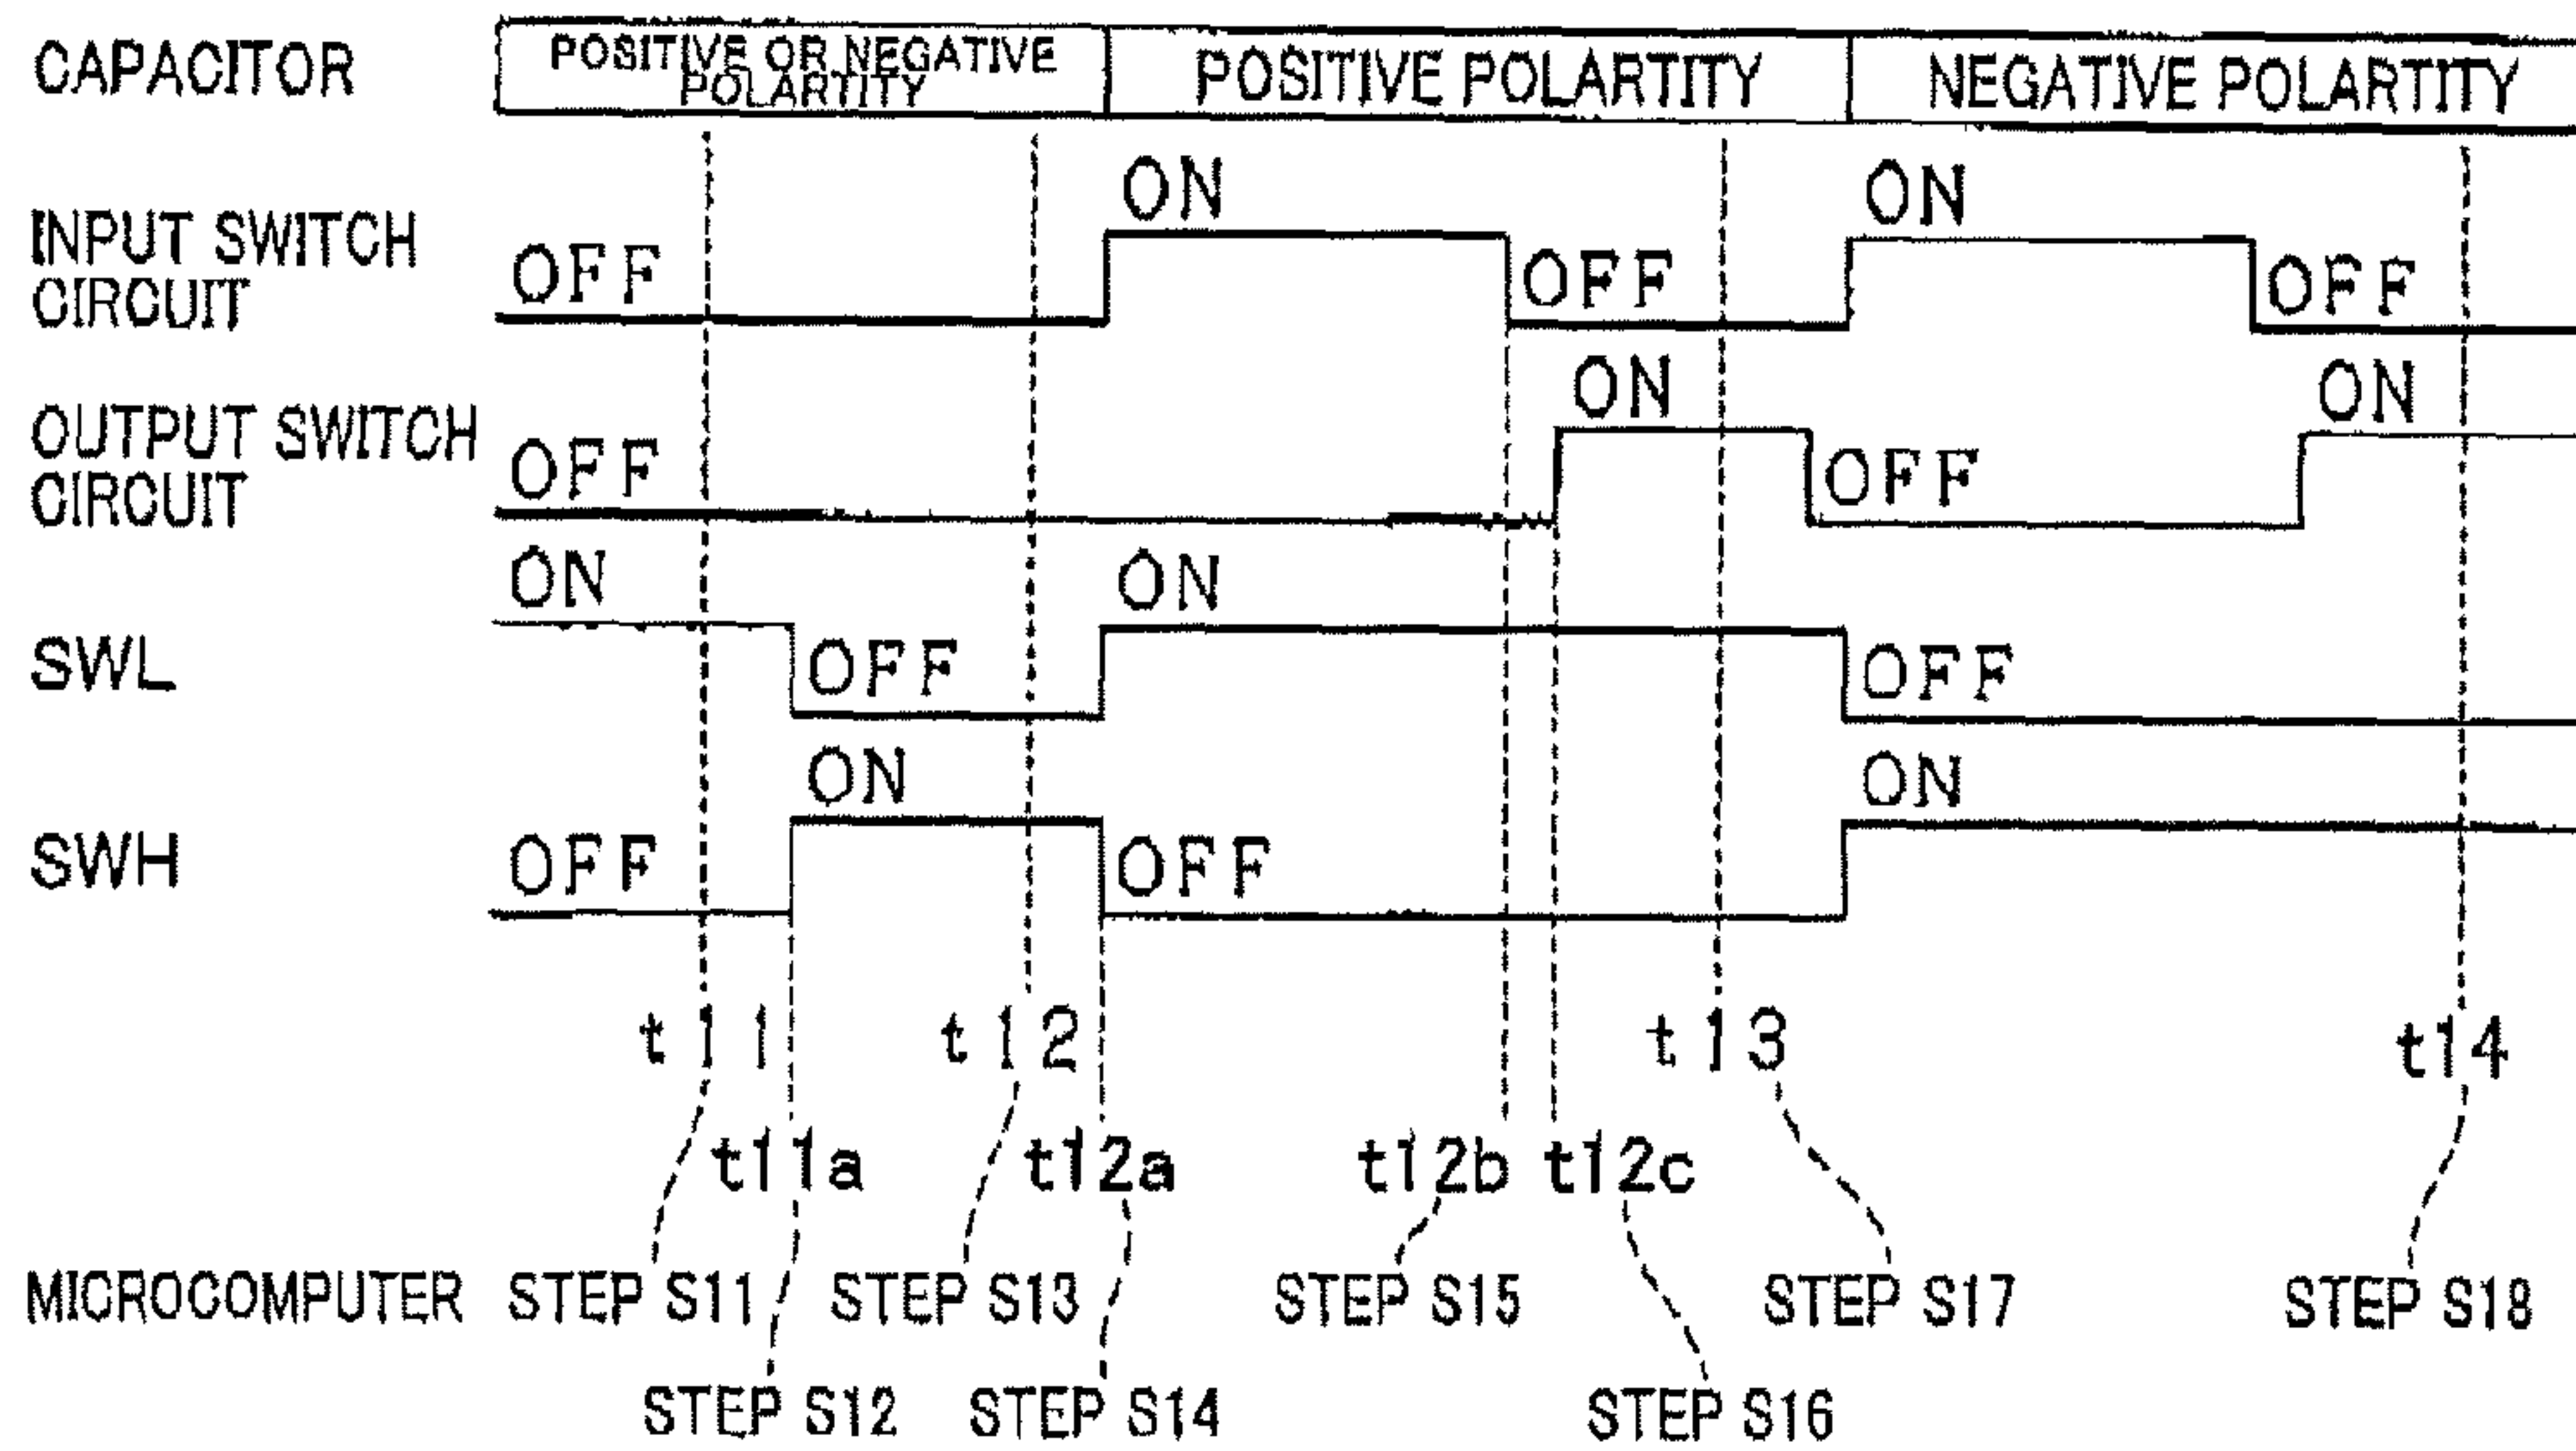 CAPACITOR
POSITIVE OR NEGATIVE
POLARTITY
POSITIVE POLARTITY
NEGATIVE POLARTITY
INPUT SWITCH
CIRCUIT
OFF
ON
OFF
ON
OFF
OUTPUT SWITCH
CIRCUIT
OFF
ON
OFF
ON
SWL
ON
OFF
ON
OFF
SWH
OFF
ON
OFF
ON
t11
t12
t13
t14
t11a
t12a
t12b
t12c
MICROCOMPUTER
STEP S11
STEP S13
STEP S15
STEP S17
STEP S18
STEP S12
STEP S14
STEP S16